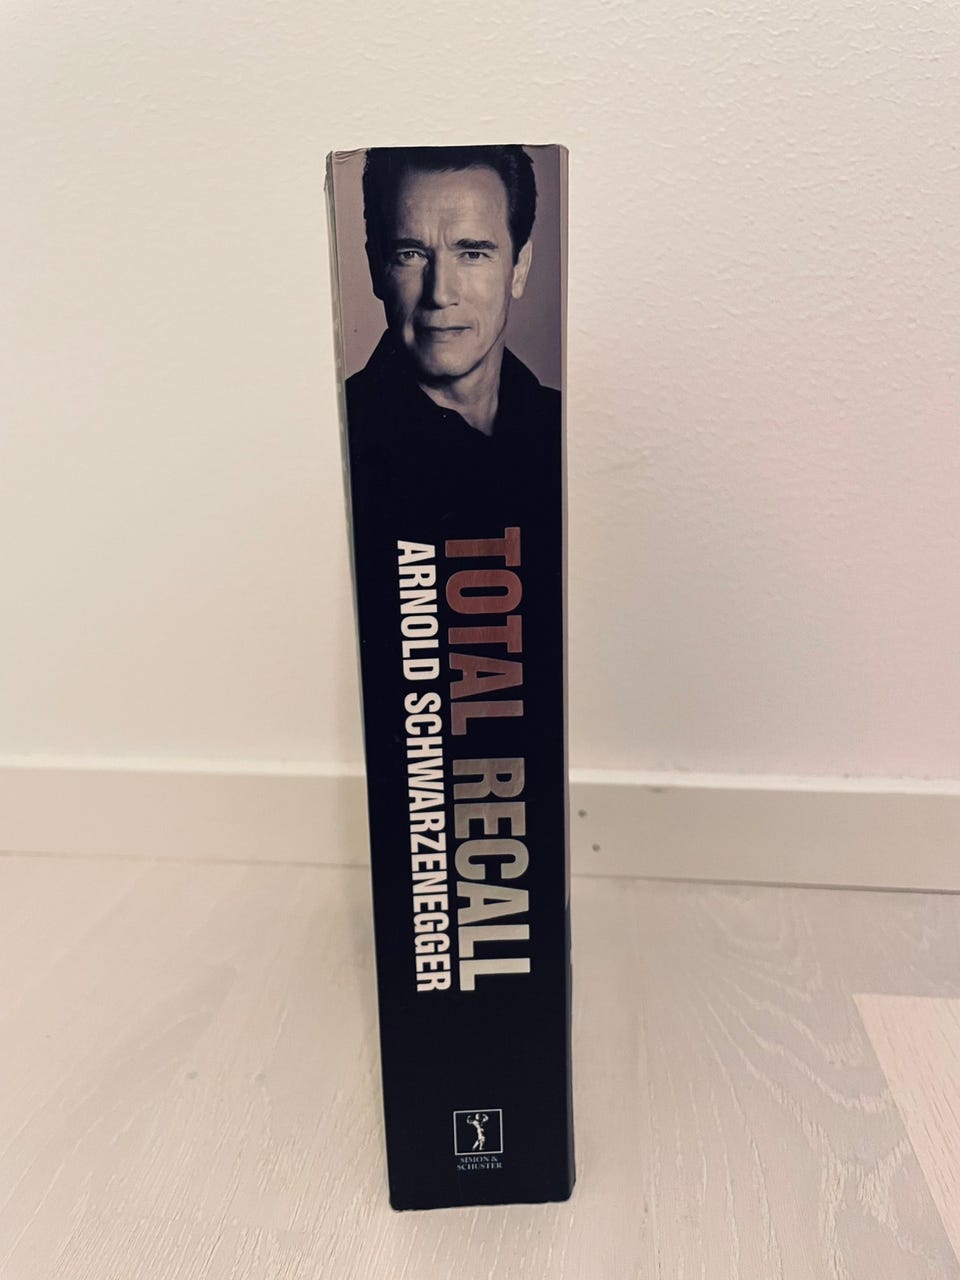 TOTAL RECALL
ARNOLD SCHWARZENEGGER
SIMON &
SCHUSTER